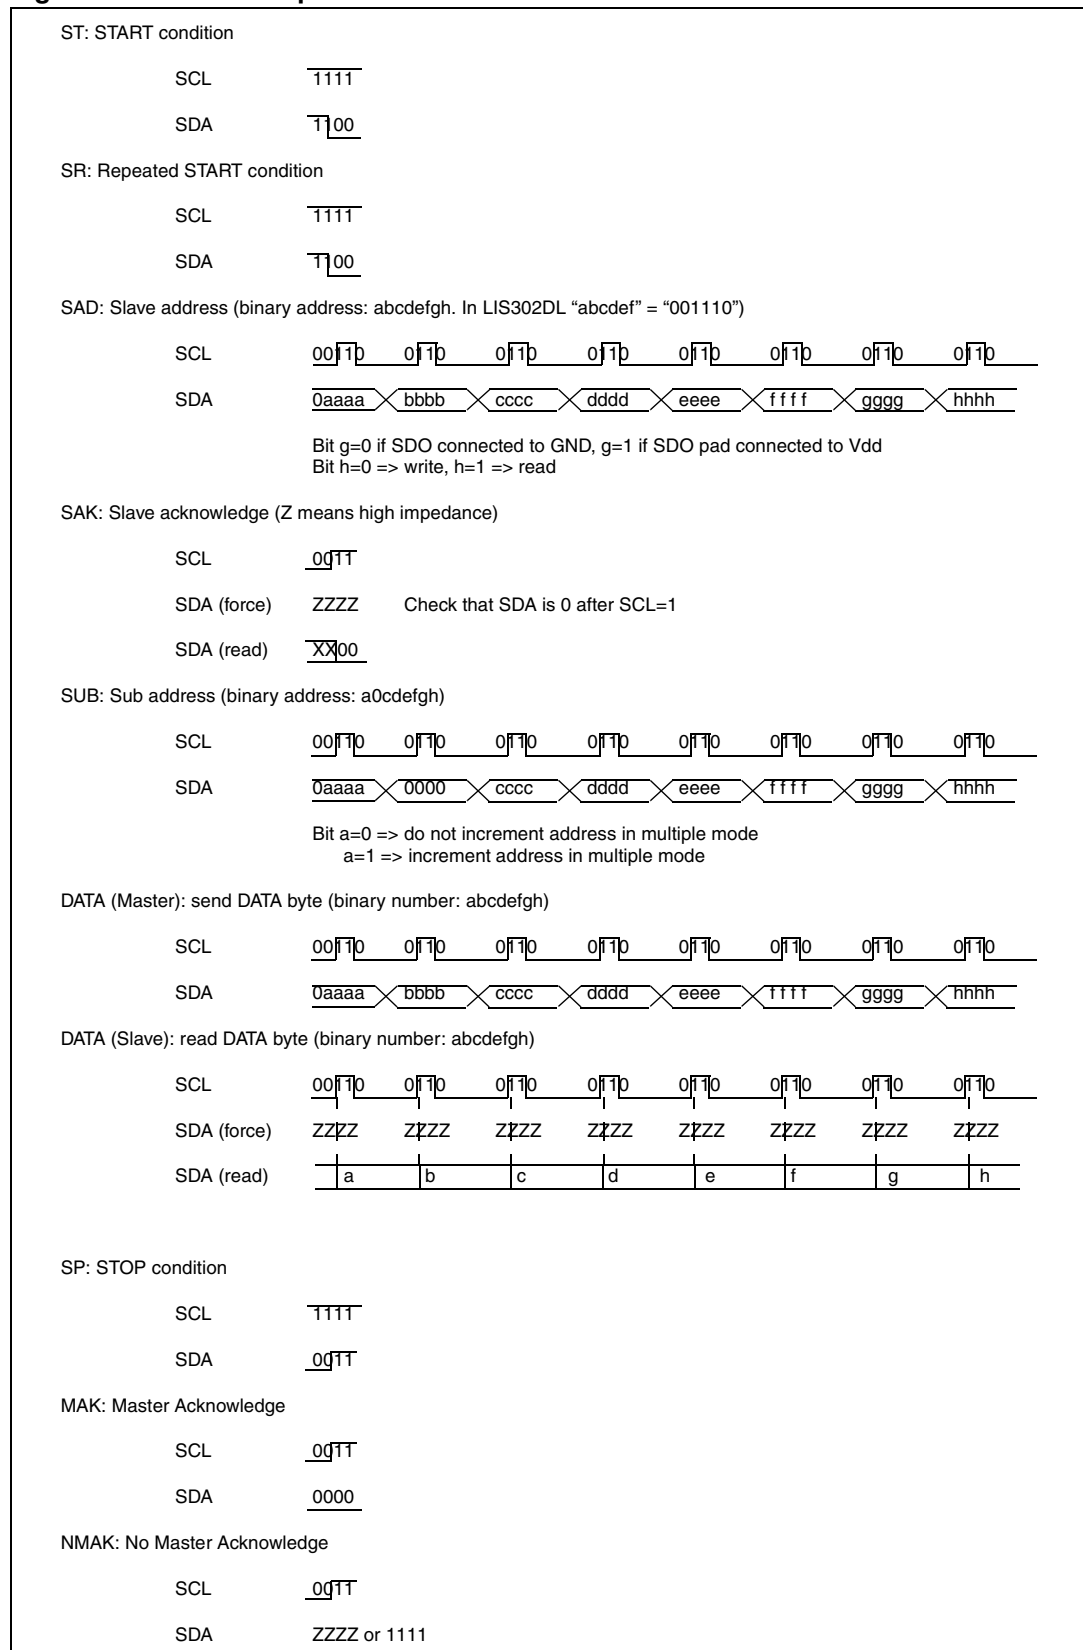 ST: START condition
SCL 1111
SDA 1100
SR: Repeated START condition
SCL 1111
SDA 1100
SAD: Slave address (binary address: abcdefgh. In LIS302DL “abcdef” = “001110”)
SCL 00110 0110 0110 0110 0110 0110 0110 0110
SDA 0aaaa bbbb cccc dddd eeee ffff gggg hhhh
Bit g=0 if SDO connected to GND, g=1 if SDO pad connected to Vdd
Bit h=0 => write, h=1 => read
SAK: Slave acknowledge (Z means high impedance)
SCL 0011
SDA (force) ZZZZ Check that SDA is 0 after SCL=1
SDA (read) XX00
SUB: Sub address (binary address: a0cdefgh)
SCL 00110 0110 0110 0110 0110 0110 0110 0110
SDA 0aaaa 0000 cccc dddd eeee ffff gggg hhhh
Bit a=0 => do not increment address in multiple mode
a=1 => increment address in multiple mode
DATA (Master): send DATA byte (binary number: abcdefgh)
SCL 00110 0110 0110 0110 0110 0110 0110 0110
SDA 0aaaa bbbb cccc dddd eeee ffff gggg hhhh
DATA (Slave): read DATA byte (binary number: abcdefgh)
SCL 00110 0110 0110 0110 0110 0110 0110 0110
SDA (force) ZZZZ ZZZZ ZZZZ ZZZZ ZZZZ ZZZZ ZZZZ ZZZZ
SDA (read) a b c d e f g h
SP: STOP condition
SCL 1111
SDA 0011
MAK: Master Acknowledge
SCL 0011
SDA 0000
NMAK: No Master Acknowledge
SCL 0011
SDA ZZZZ or 1111